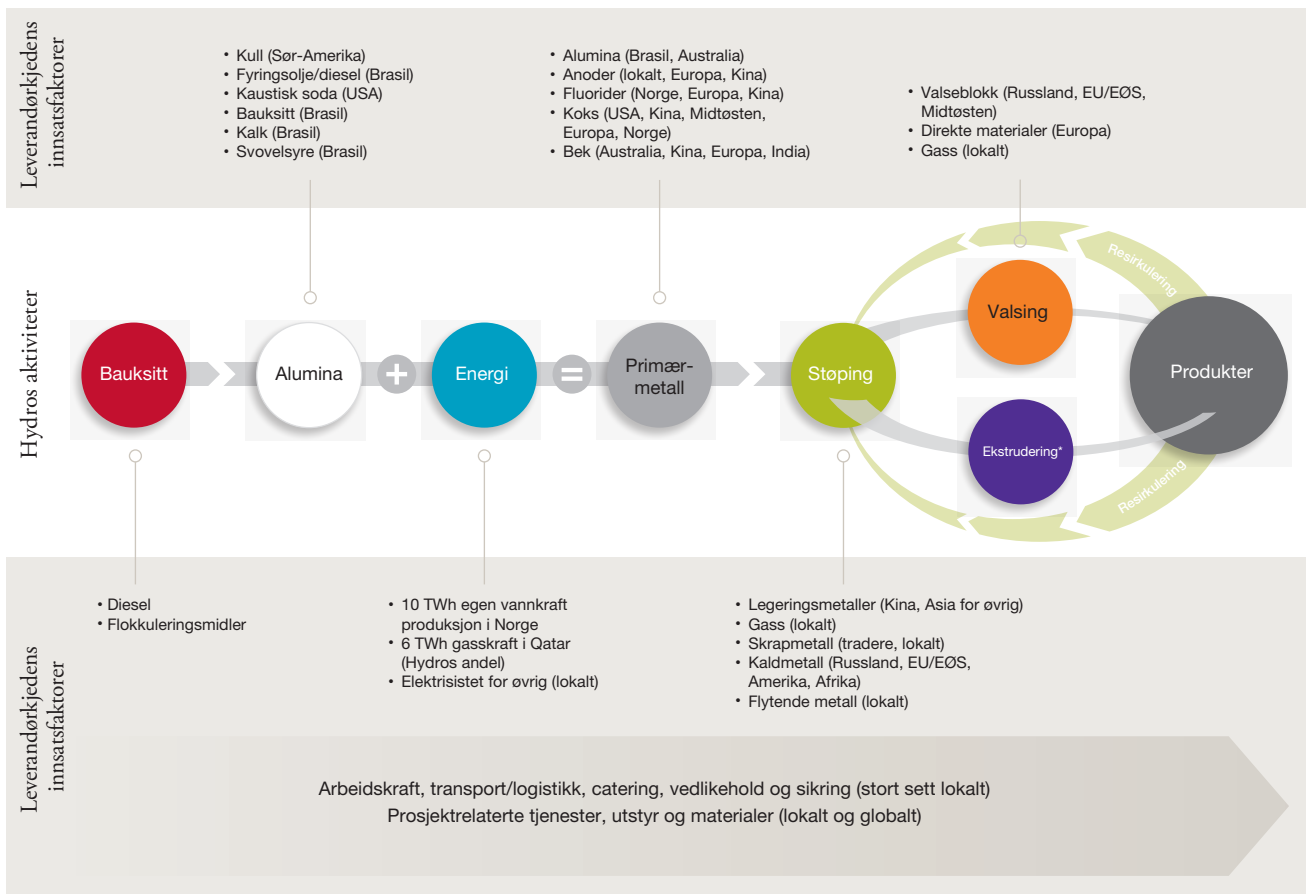 Leverandørkjedens
innsatsfaktorer
• Kull (Sør-Amerika)
• Fyringsolje/diesel (Brasil)
• Kaustisk soda (USA)
• Bauksitt (Brasil)
• Kalk (Brasil)
• Svovelsyre (Brasil)
• Alumina (Brasil, Australia)
• Anoder (lokalt, Europa, Kina)
• Fluorider (Norge, Europa, Kina)
• Koks (USA, Kina, Midtøsten,
Europa, Norge)
• Bek (Australia, Kina, Europa, India)
• Valseblokk (Russland, EU/EØS,
Midtøsten)
• Direkte materialer (Europa)
• Gass (lokalt)
Hydros aktiviteter
Bauksitt
Alumina
+
Energi
=
Primær-
metall
Støping
Valsing
Ekstrudering*
Resirkulering
Resirkulering
Produkter
Leverandørkjedens
innsatsfaktorer
• Diesel
• Flokkuleringsmidler
• 10 TWh egen vannkraft
produksjon i Norge
• 6 TWh gasskraft i Qatar
(Hydros andel)
• Elektrisistet for øvrig (lokalt)
• Legeringsmetaller (Kina, Asia for øvrig)
• Gass (lokalt)
• Skrapmetall (tradere, lokalt)
• Kaldmetall (Russland, EU/EØS,
Amerika, Afrika)
• Flytende metall (lokalt)
Arbeidskraft, transport/logistikk, catering, vedlikehold og sikring (stort sett lokalt)
Prosjektrelaterte tjenester, utstyr og materialer (lokalt og globalt)